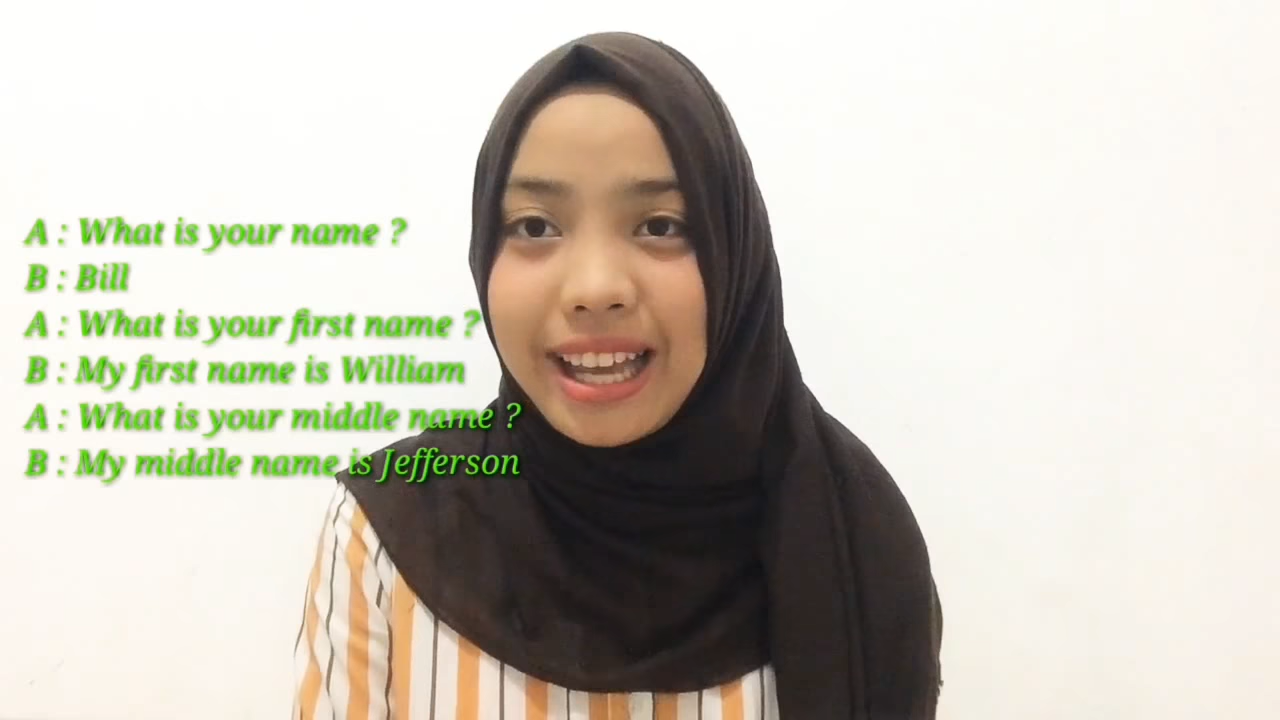 A : What is your name ?
B : Bill
A : What is your first name ?
B : My first name is William
A : What is your middle name ?
B : My middle name is Jefferson